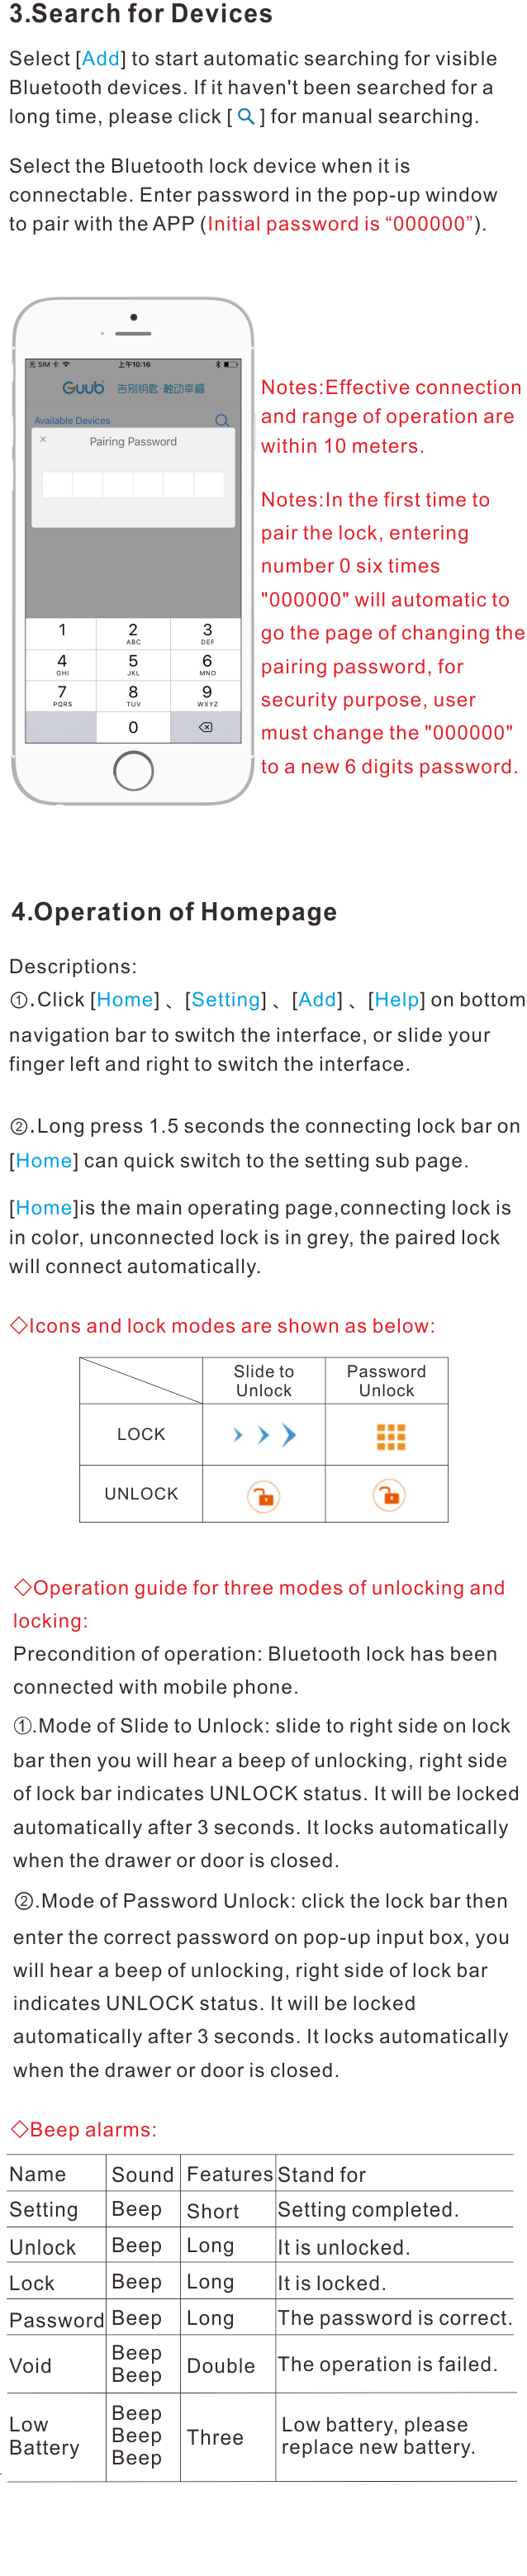 3.Search for Devices
Select [Add] to start automatic searching for visible
Bluetooth devices. If it haven't been searched for a
long time, please click [ ] for manual searching.
Select the Bluetooth lock device when it is
connectable. Enter password in the pop-up window
to pair with the APP (Initial password is “000000”).
无 SIM 卡 上午10:16
Guub 告别钥匙·触动幸福
Available Devices
× Pairing Password
1 2 3
ABC DEF
4 5 6
GHI JKL MNO
7 8 9
PQRS TUV WXYZ
0
Notes:Effective connection
and range of operation are
within 10 meters.
Notes:In the first time to
pair the lock, entering
number 0 six times
"000000" will automatic to
go the page of changing the
pairing password, for
security purpose, user
must change the "000000"
to a new 6 digits password.
4.Operation of Homepage
Descriptions:
①.Click [Home] 、[Setting] 、[Add] 、[Help] on bottom
navigation bar to switch the interface, or slide your
finger left and right to switch the interface.
②.Long press 1.5 seconds the connecting lock bar on
[Home] can quick switch to the setting sub page.
[Home]is the main operating page,connecting lock is
in color, unconnected lock is in grey, the paired lock
will connect automatically.
◇Icons and lock modes are shown as below:
Slide to Password
Unlock Unlock
LOCK
UNLOCK
◇Operation guide for three modes of unlocking and
locking:
Precondition of operation: Bluetooth lock has been
connected with mobile phone.
①.Mode of Slide to Unlock: slide to right side on lock
bar then you will hear a beep of unlocking, right side
of lock bar indicates UNLOCK status. It will be locked
automatically after 3 seconds. It locks automatically
when the drawer or door is closed.
②.Mode of Password Unlock: click the lock bar then
enter the correct password on pop-up input box, you
will hear a beep of unlocking, right side of lock bar
indicates UNLOCK status. It will be locked
automatically after 3 seconds. It locks automatically
when the drawer or door is closed.
◇Beep alarms:
Name Sound Features Stand for
Setting Beep Short Setting completed.
Unlock Beep Long It is unlocked.
Lock Beep Long It is locked.
Password Beep Long The password is correct.
Void Beep Beep Double The operation is failed.
Low Battery Beep Beep Beep Three Low battery, please replace new battery.